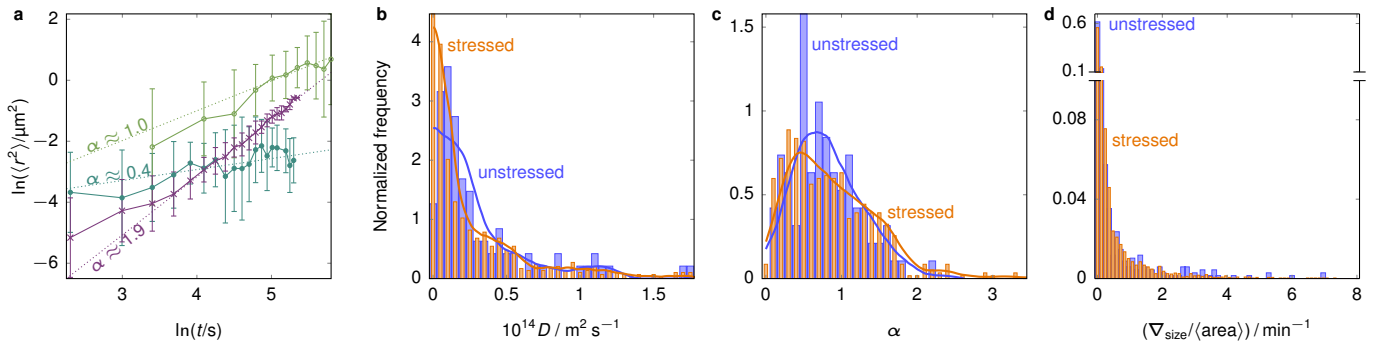 a
ln(⟨r²⟩/μm²)
2
0
−2
−4
−6
α ≈ 1.0
α ≈ 0.4
α ≈ 1.9
3
4
5
ln(t/s)
b
Normalized frequency
4
3
2
1
0
stressed
unstressed
0
0.5
1
1.5
10¹⁴ D / m² s⁻¹
c
1.5
1
0.5
0
unstressed
stressed
0
1
2
3
α
d
0.6
0.1
0.08
0.04
0
unstressed
stressed
0
2
4
6
8
(∇size/⟨area⟩) / min⁻¹